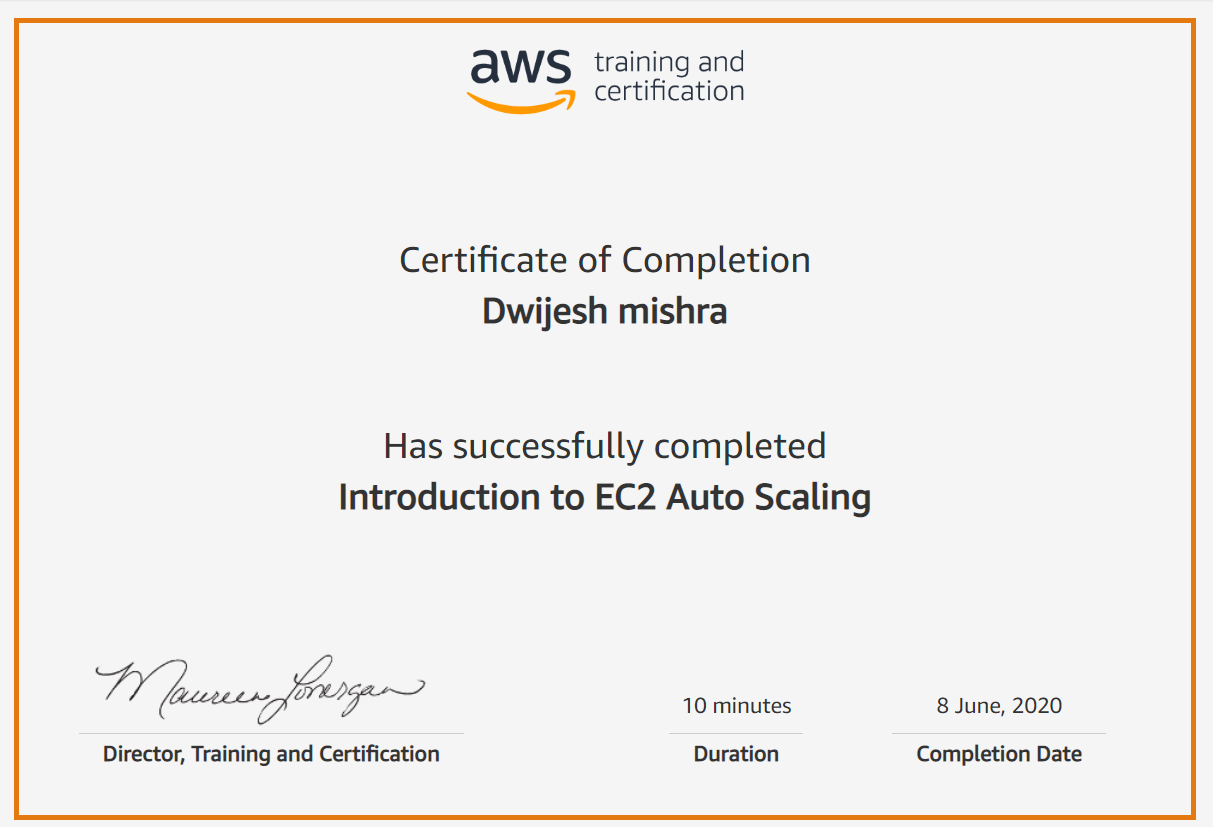 aws training and
certification
Certificate of Completion
Dwijesh mishra
Has successfully completed
Introduction to EC2 Auto Scaling
Maureen Lonergan
10 minutes
8 June, 2020
Director, Training and Certification
Duration
Completion Date